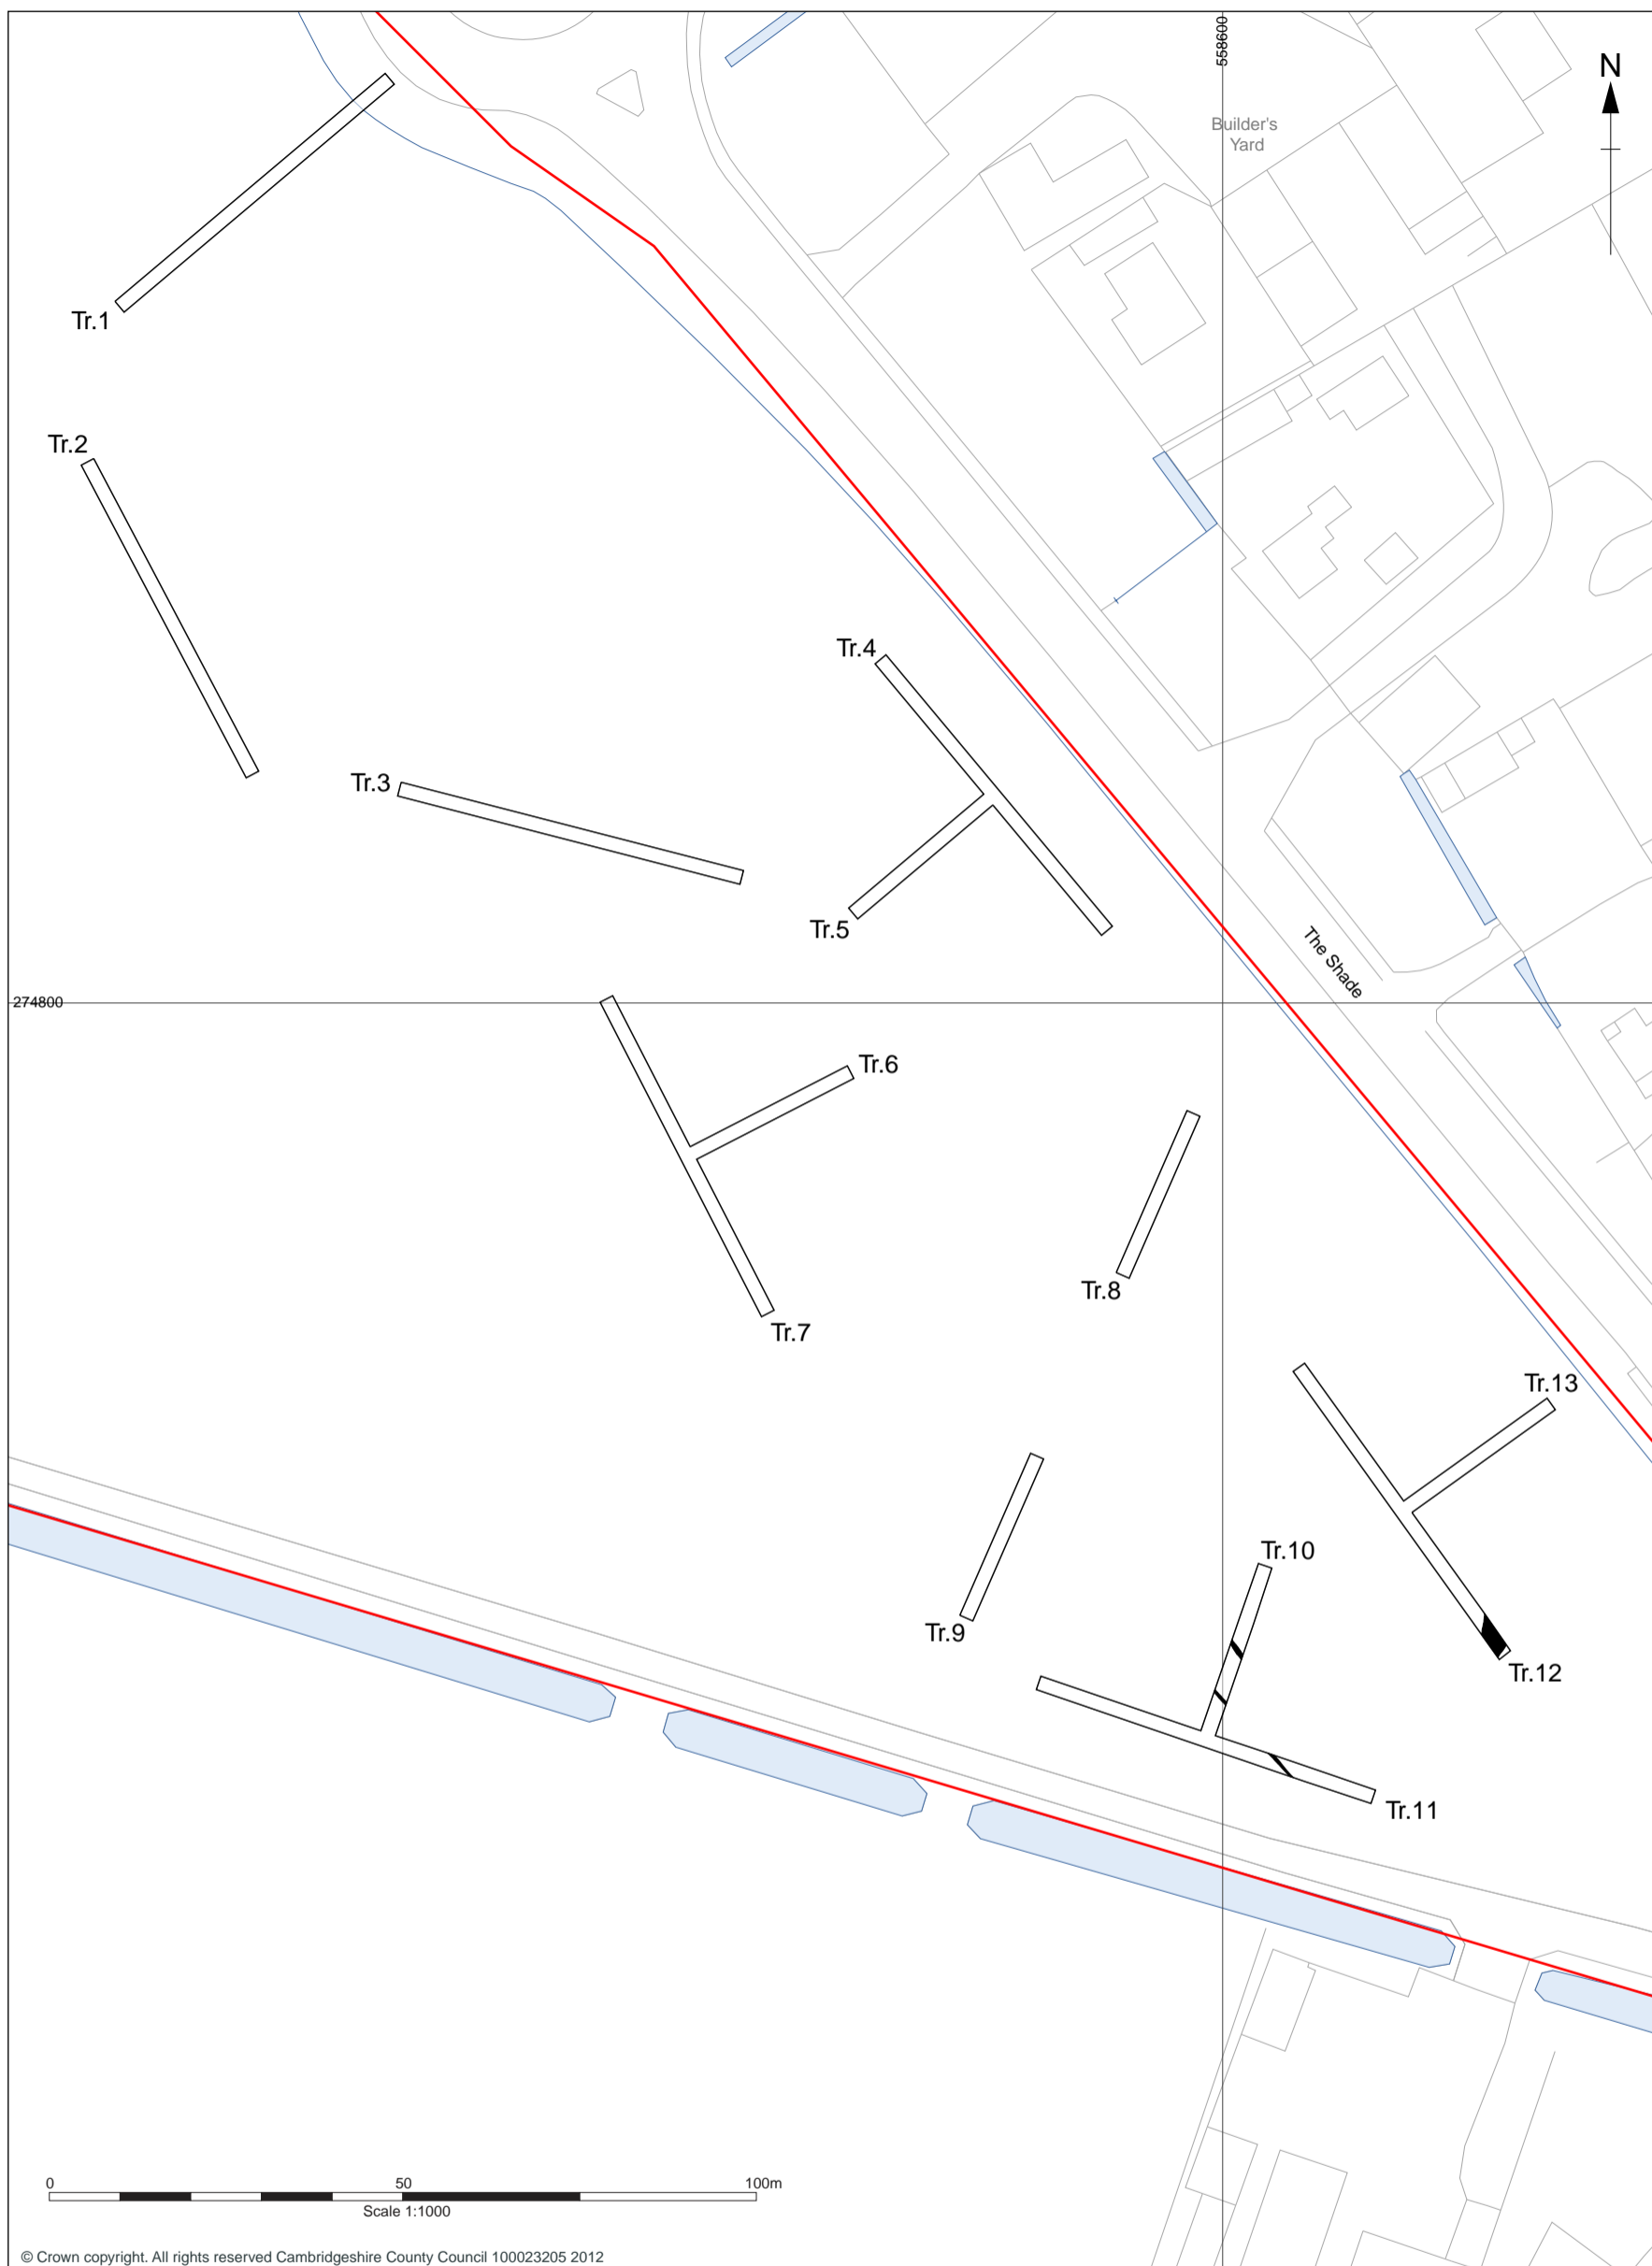 558600
N
Builder's
Yard
Tr.1
Tr.2
Tr.4
Tr.3
Tr.5
The Shade
274800
Tr.6
Tr.8
Tr.7
Tr.13
Tr.10
Tr.9
Tr.12
Tr.11
0 50 100m
Scale 1:1000
© Crown copyright. All rights reserved Cambridgeshire County Council 100023205 2012